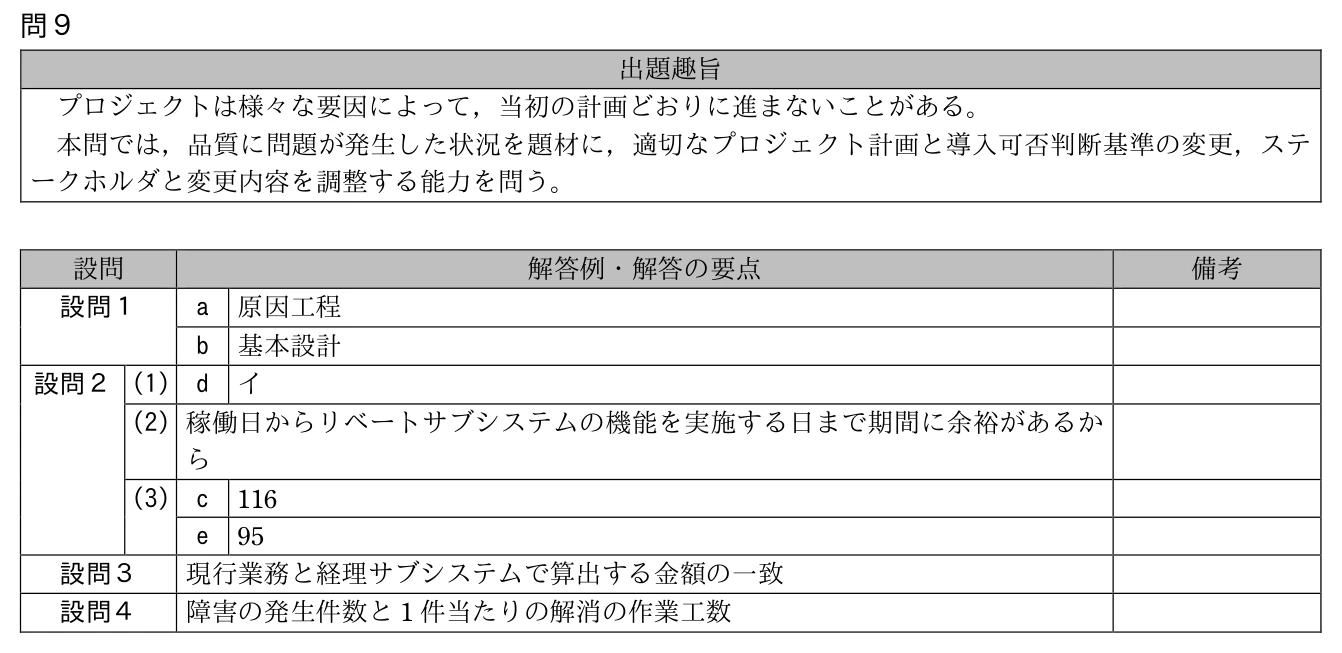 問9
出題趣旨
プロジェクトは様々な要因によって，当初の計画どおりに進まないことがある。
本問では，品質に問題が発生した状況を題材に，適切なプロジェクト計画と導入可否判断基準の変更，ステ
ークホルダと変更内容を調整する能力を問う。
設問 解答例・解答の要点 備考
設問1 a 原因工程
b 基本設計
設問2 (1) d イ
(2) 稼働日からリベートサブシステムの機能を実施する日まで期間に余裕があるか
ら
(3) c 116
e 95
設問3 現行業務と経理サブシステムで算出する金額の一致
設問4 障害の発生件数と1件当たりの解消の作業工数